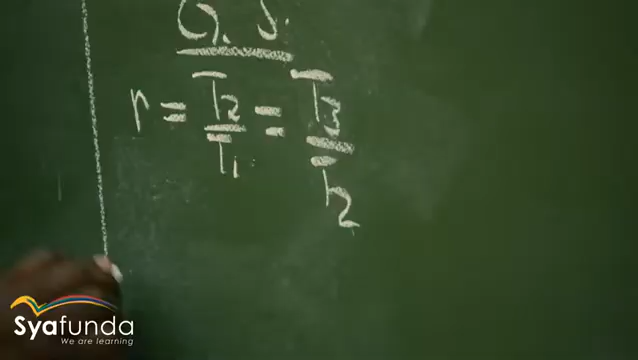 G. S.
r = T2/T1 = T3/T2
Syafunda
We are learning